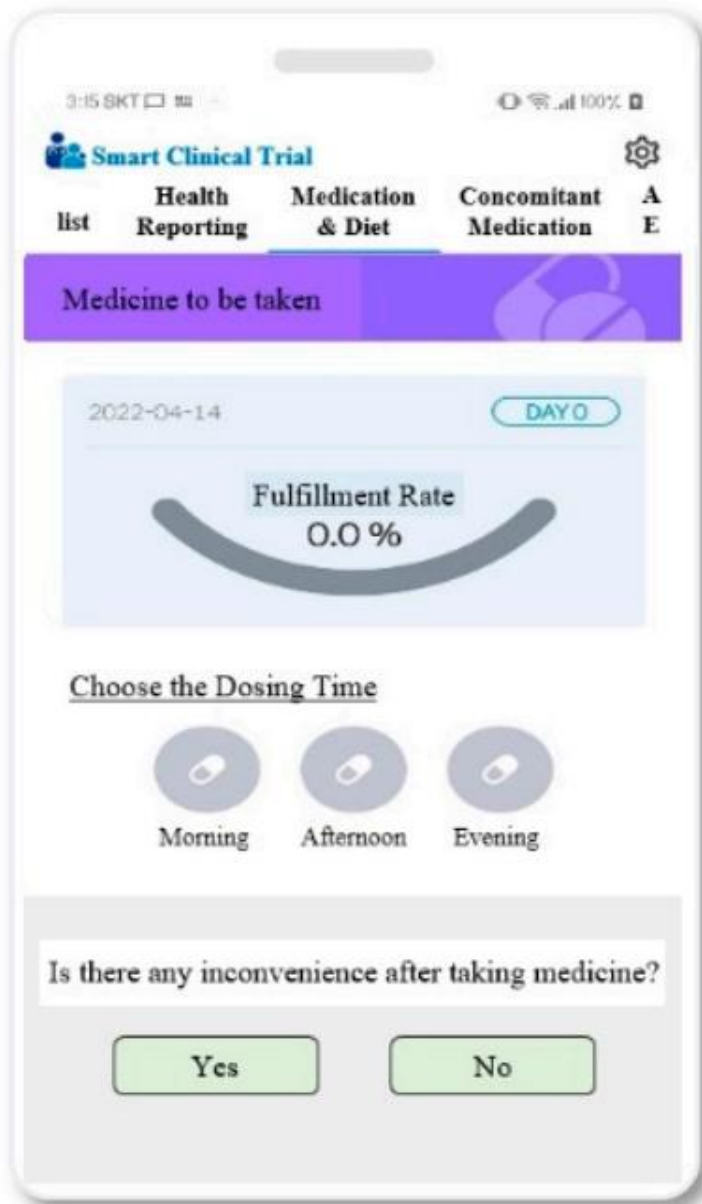 3:15 SKT 100%
Smart Clinical Trial
list Health Reporting Medication & Diet Concomitant Medication A E
Medicine to be taken
2022-04-14 DAY 0
Fulfillment Rate
0.0 %
Choose the Dosing Time
Morning Afternoon Evening
Is there any inconvenience after taking medicine?
Yes No